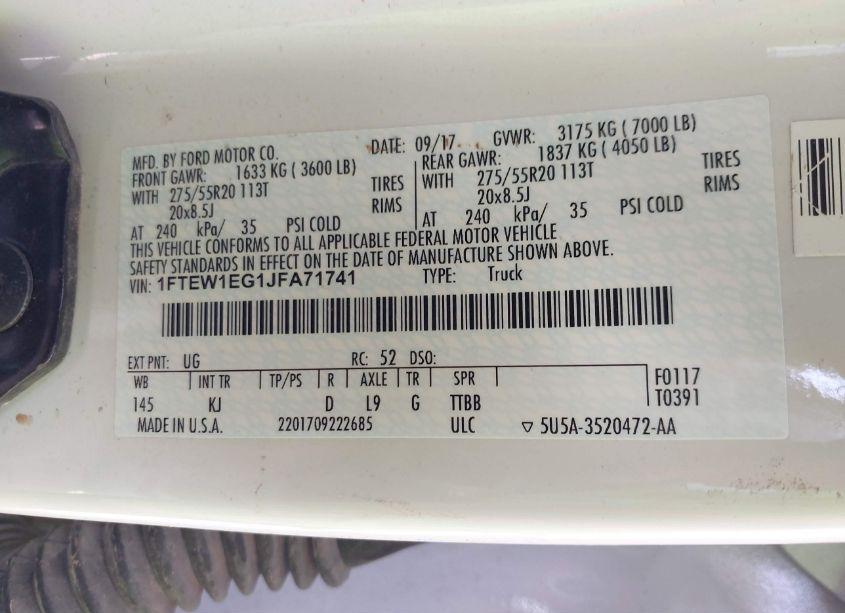 MFD. BY FORD MOTOR CO. DATE: 09/17 GVWR: 3175 KG ( 7000 LB)
FRONT GAWR: 1633 KG ( 3600 LB) REAR GAWR: 1837 KG ( 4050 LB)
WITH 275/55R20 113T TIRES WITH 275/55R20 113T TIRES
20x8.5J RIMS 20x8.5J RIMS
AT 240 kPa/ 35 PSI COLD AT 240 kPa/ 35 PSI COLD
THIS VEHICLE CONFORMS TO ALL APPLICABLE FEDERAL MOTOR VEHICLE
SAFETY STANDARDS IN EFFECT ON THE DATE OF MANUFACTURE SHOWN ABOVE.
VIN: 1FTEW1EG1JFA71741 TYPE: Truck
EXT PNT: UG RC: 52 DSO:
WB INT TR TP/PS R AXLE TR SPR F0117
145 KJ D L9 G TTBB T0391
MADE IN U.S.A. 2201709222685 ULC ▽ 5U5A-3520472-AA